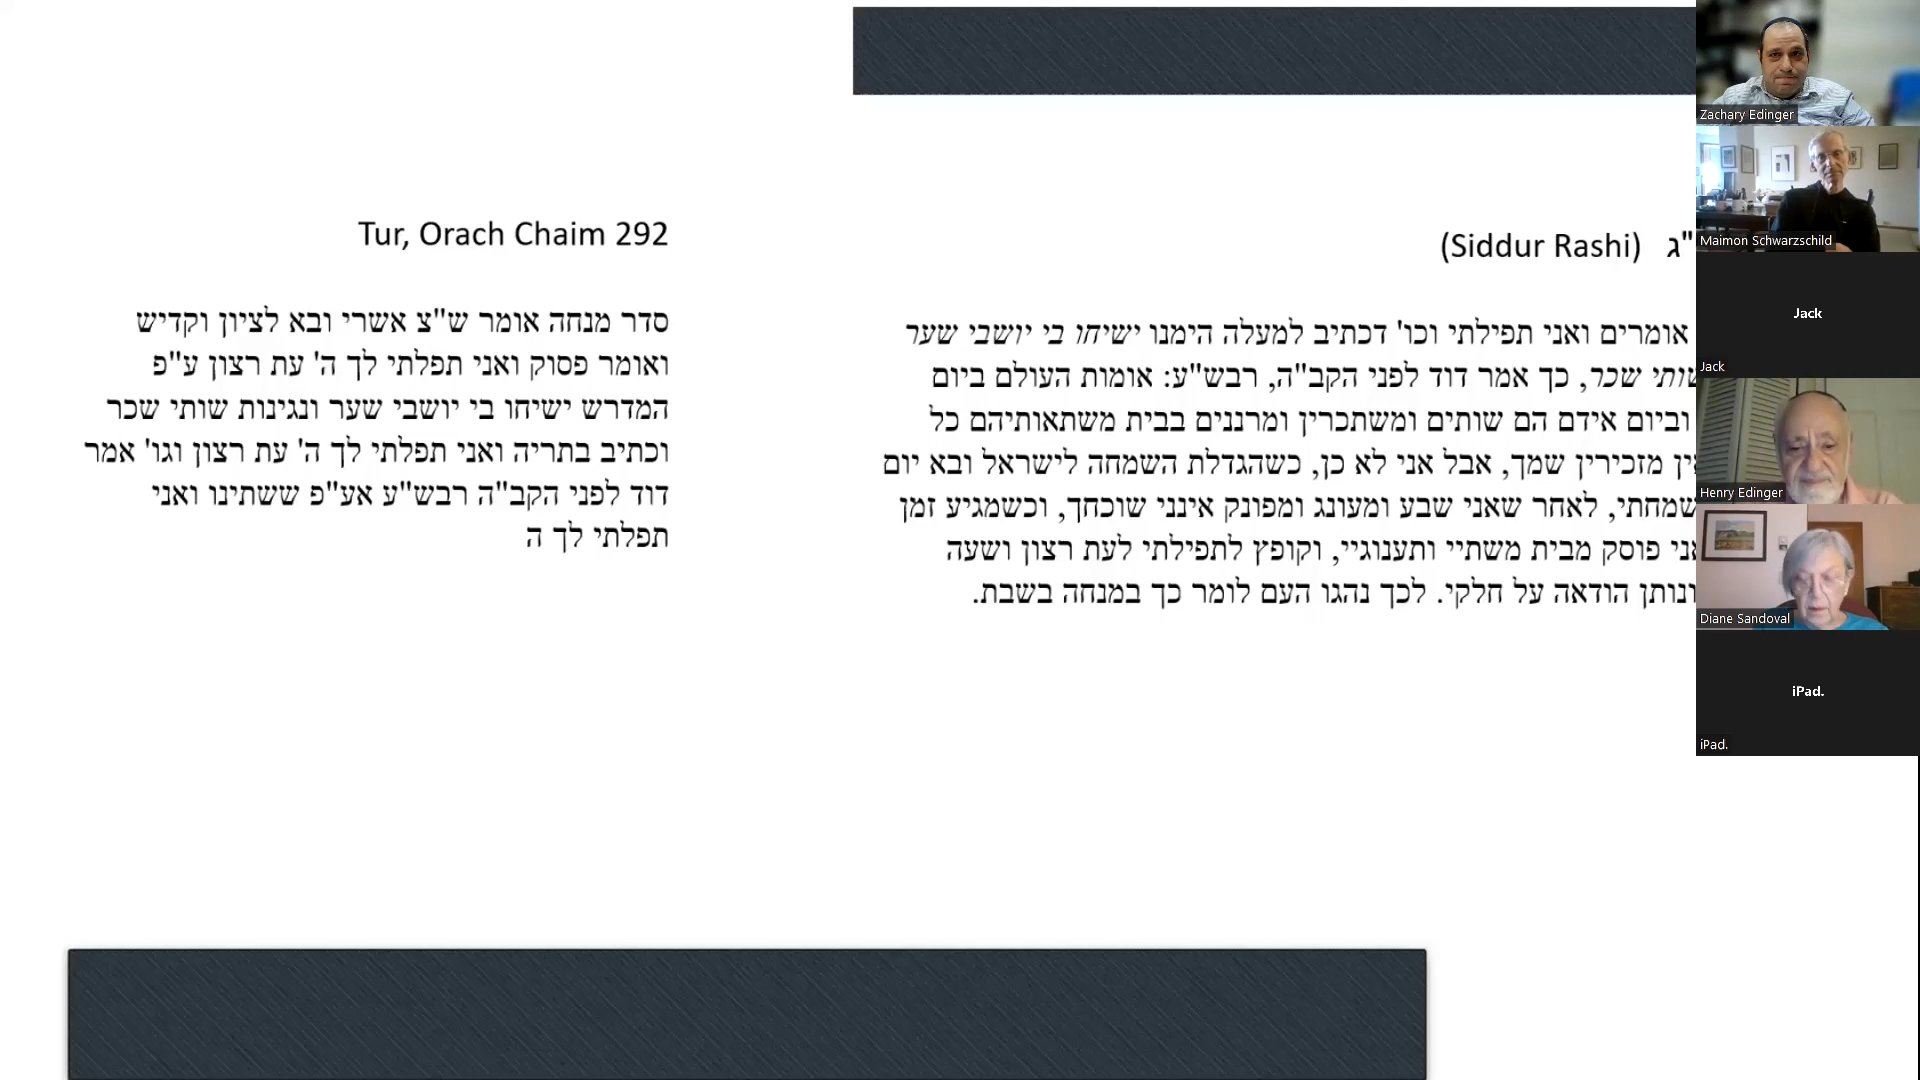 Tur, Orach Chaim 292
סדר מנחה אומר ש"צ אשרי ובא לציון וקדיש
ואומר פסוק ואני תפלתי לך ה' עת רצון ע"פ
המדרש ישיחו בי יושבי שער ונגינות שותי שכר
וכתיב בתריה ואני תפלתי לך ה' עת רצון וגו' אמר
דוד לפני הקב"ה רבש"ע אע"פ ששתינו ואני
תפלתי לך ה
(Siddur Rashi) "ג
אומרים ואני תפילתי וכו' דכתיב למעלה הימנו ישיחו בי יושבי שער
שותי שכר, כך אמר דוד לפני הקב"ה, רבש"ע: אומות העולם ביום
וביום אידם הם שותים ומשתכרין ומרננים בבית משתאותיהם כל
מזכירין שמך, אבל אני לא כן, כשהגדלת השמחה לישראל ובא יום
שמחתי, לאחר שאני שבע ומעונג ומפונק אינני שוכחך, וכשמגיע זמן
אני פוסק מבית משתיי ותענוגיי, וקופץ לתפילתי לעת רצון ושעה
ונותן הודאה על חלקי. לכך נהגו העם לומר כך במנחה בשבת.
Zachary Edinger
Maimon Schwarzschild
Jack
Jack
Henry Edinger
Diane Sandoval
iPad.
iPad.